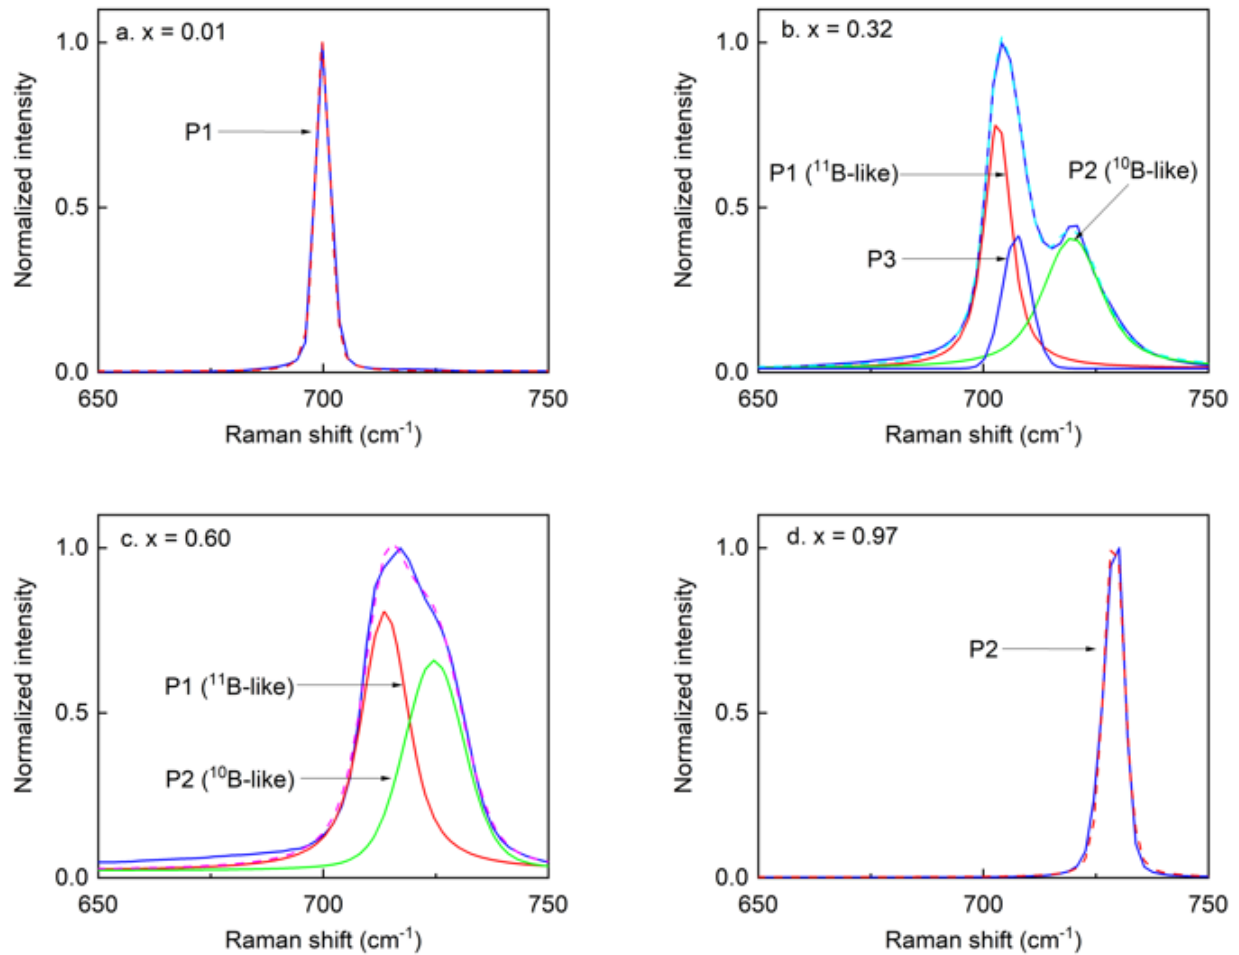 a. x = 0.01
P1
1.0
0.5
0.0
650
700
750
Normalized intensity
Raman shift (cm⁻¹)
b. x = 0.32
P1 (¹¹B-like)
P2 (¹⁰B-like)
P3
1.0
0.5
0.0
650
700
750
Normalized intensity
Raman shift (cm⁻¹)
c. x = 0.60
P1 (¹¹B-like)
P2 (¹⁰B-like)
1.0
0.5
0.0
650
700
750
Normalized intensity
Raman shift (cm⁻¹)
d. x = 0.97
P2
1.0
0.5
0.0
650
700
750
Normalized intensity
Raman shift (cm⁻¹)